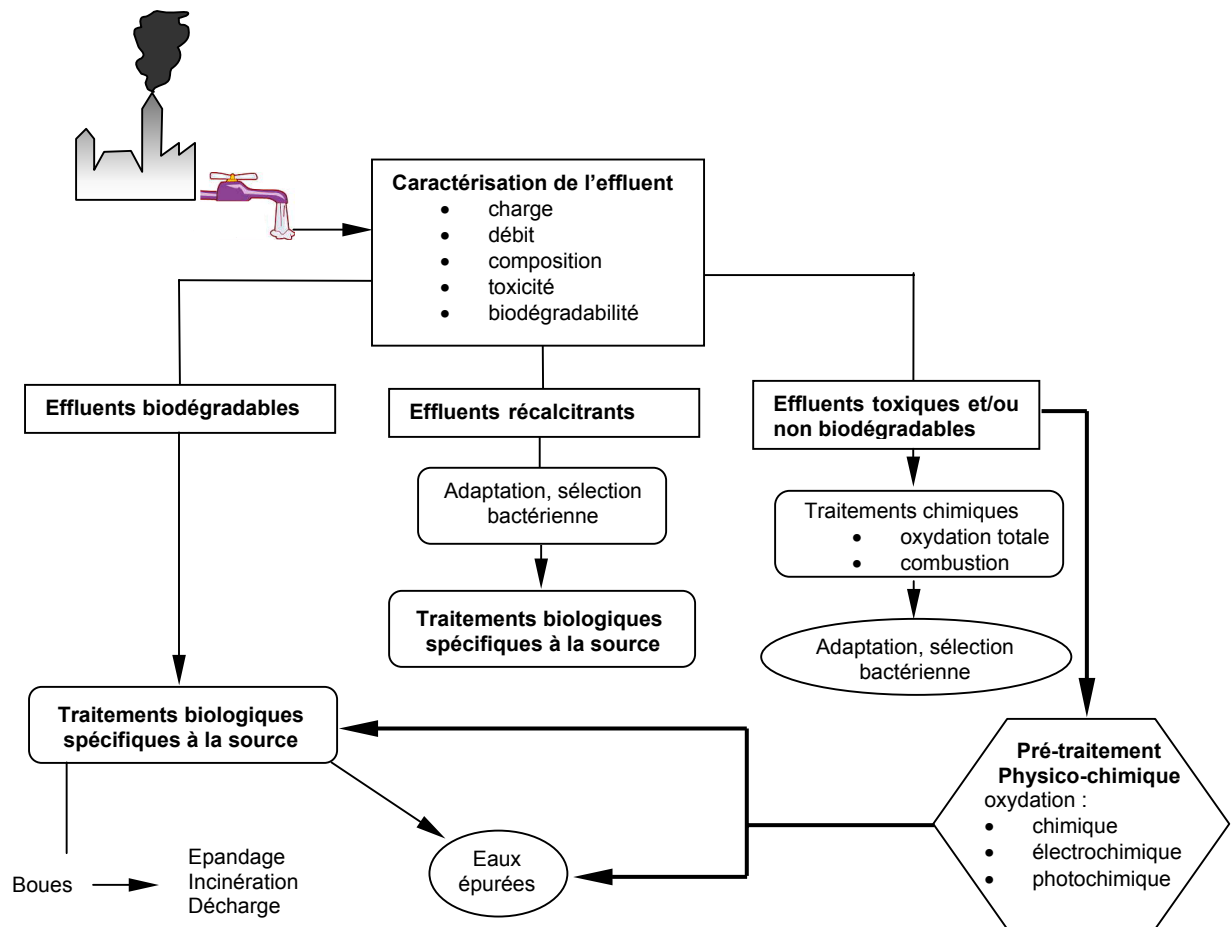 Caractérisation de l'effluent
• charge
• débit
• composition
• toxicité
• biodégradabilité
Effluents biodégradables
Effluents récalcitrants
Effluents toxiques et/ou
non biodégradables
Adaptation, sélection
bactérienne
Traitements chimiques
• oxydation totale
• combustion
Traitements biologiques
spécifiques à la source
Adaptation, sélection
bactérienne
Traitements biologiques
spécifiques à la source
Pré-traitement
Physico-chimique
oxydation :
• chimique
• électrochimique
• photochimique
Eaux
épurées
Boues
Epandage
Incinération
Décharge